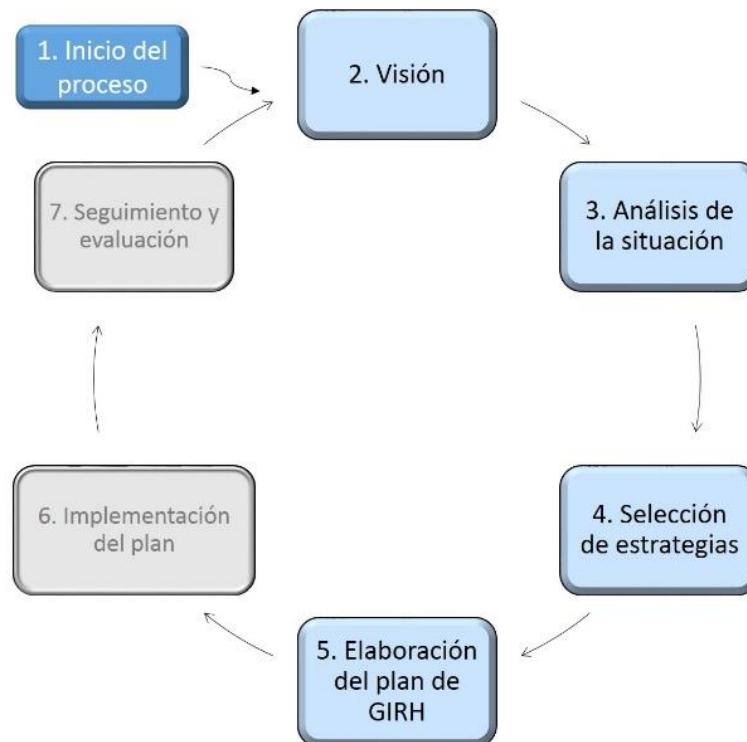 1. Inicio del
proceso
2. Visión
3. Análisis de
la situación
4. Selección
de estrategias
5. Elaboración
del plan de
GIRH
6. Implementación
del plan
7. Seguimiento y
evaluación